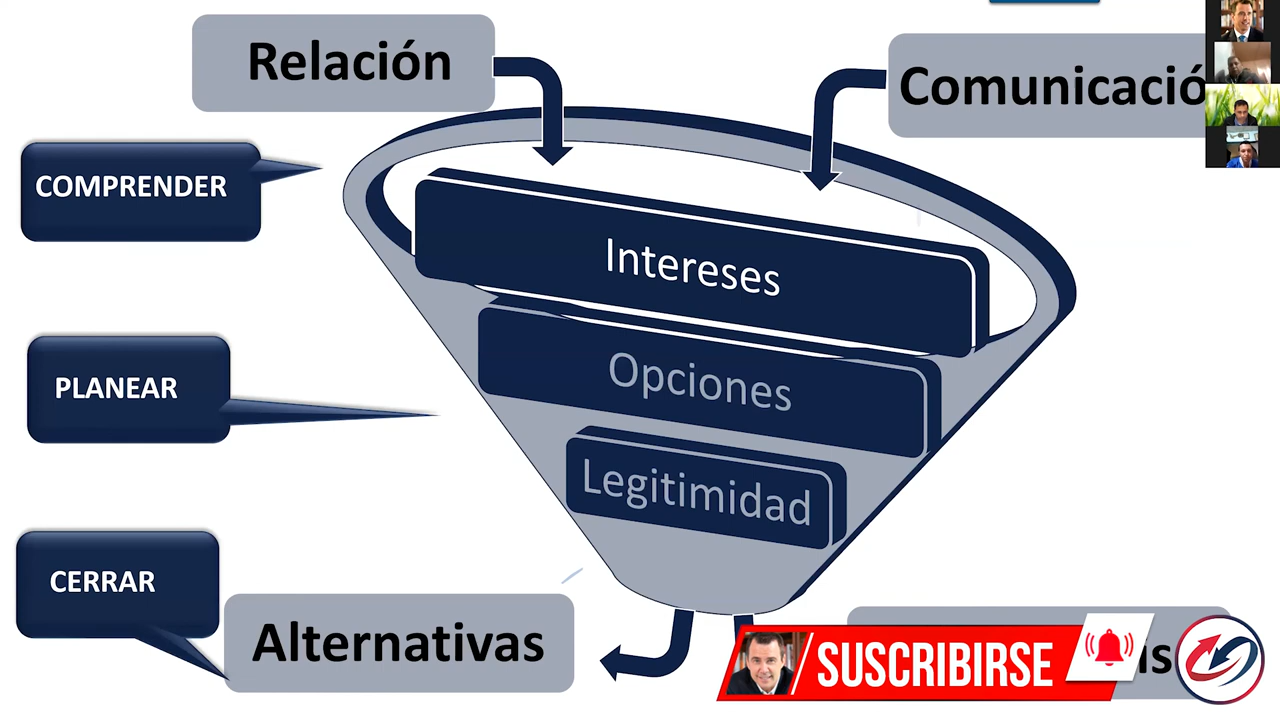 Relación
Comunicació
COMPRENDER
Intereses
PLANEAR
Opciones
Legitimidad
CERRAR
Alternativas
SUSCRIBIRSE